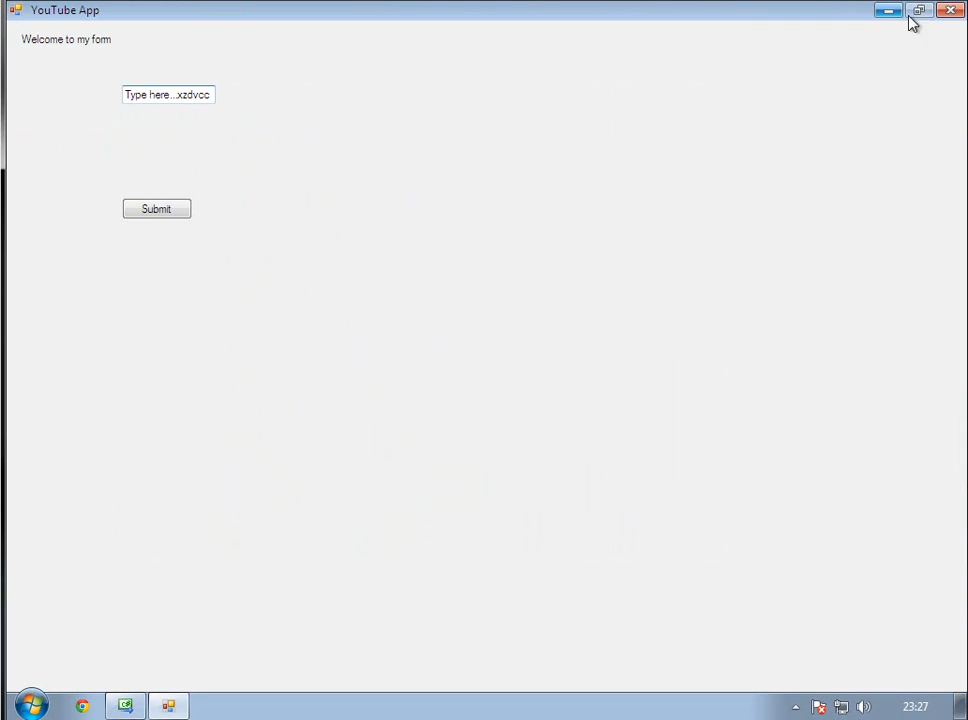 YouTube App
Welcome to my form
Type here...xzdvcc
Submit
23:27